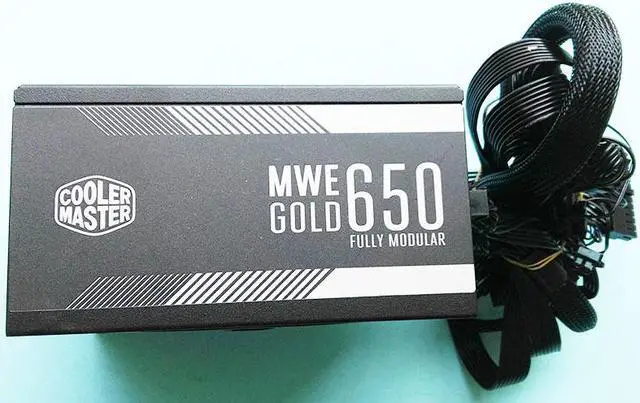 COOLER
MASTER
MWE
GOLD
650
FULLY MODULAR